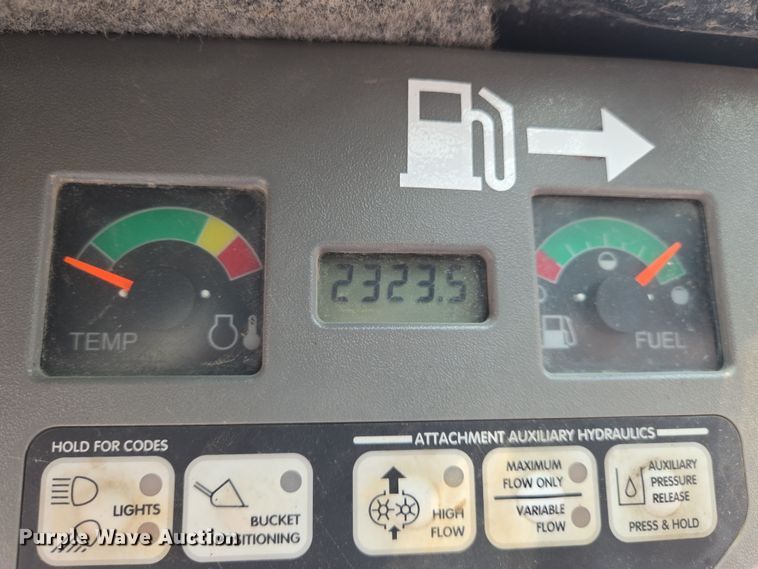 2323.5
TEMP
FUEL
HOLD FOR CODES
ATTACHMENT AUXILIARY HYDRAULICS
LIGHTS
BUCKET
POSITIONING
HIGH
FLOW
MAXIMUM
FLOW ONLY
VARIABLE
FLOW
AUXILIARY
PRESSURE
RELEASE
PRESS & HOLD
Purple Wave Auction